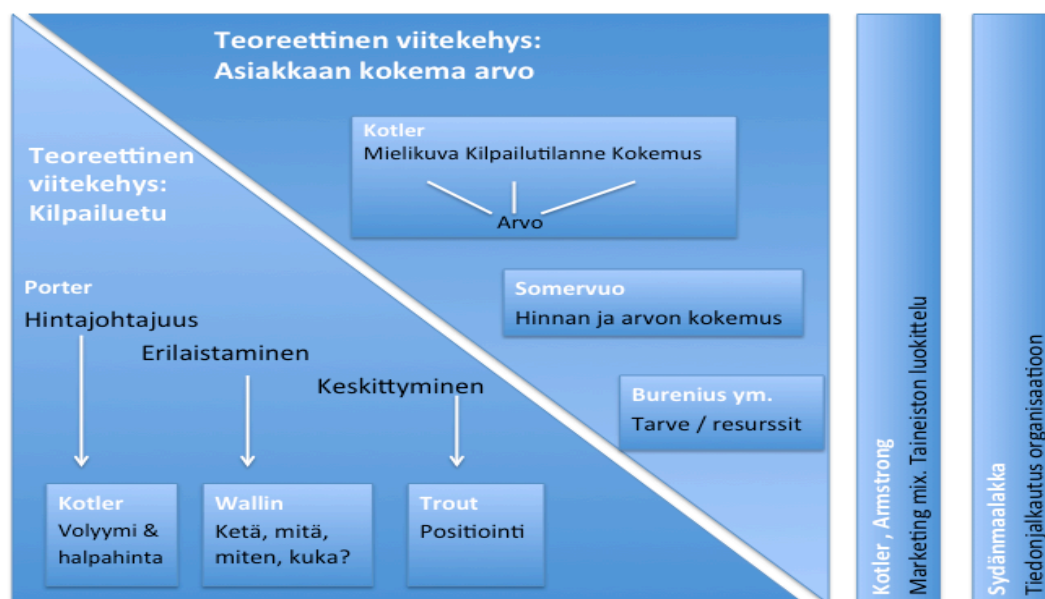 Teoreettinen viitekehys:
Asiakkaan kokema arvo
Kotler
Mielikuva Kilpailutilanne Kokemus
Arvo
Somervuo
Hinnan ja arvon kokemus
Burenius ym.
Tarve / resurssit
Teoreettinen
viitekehys:
Kilpailuetu
Porter
Hintajohtajuus
Erilaistaminen
Keskittyminen
Kotler
Volyymi &
halpahinta
Wallin
Ketä, mitä,
miten, kuka?
Trout
Positiointi
Kotler , Armstrong
Marketing mix. Taineiston luokittelu
Sydänmaalakka
Tiedonjalkautus organisaatioon